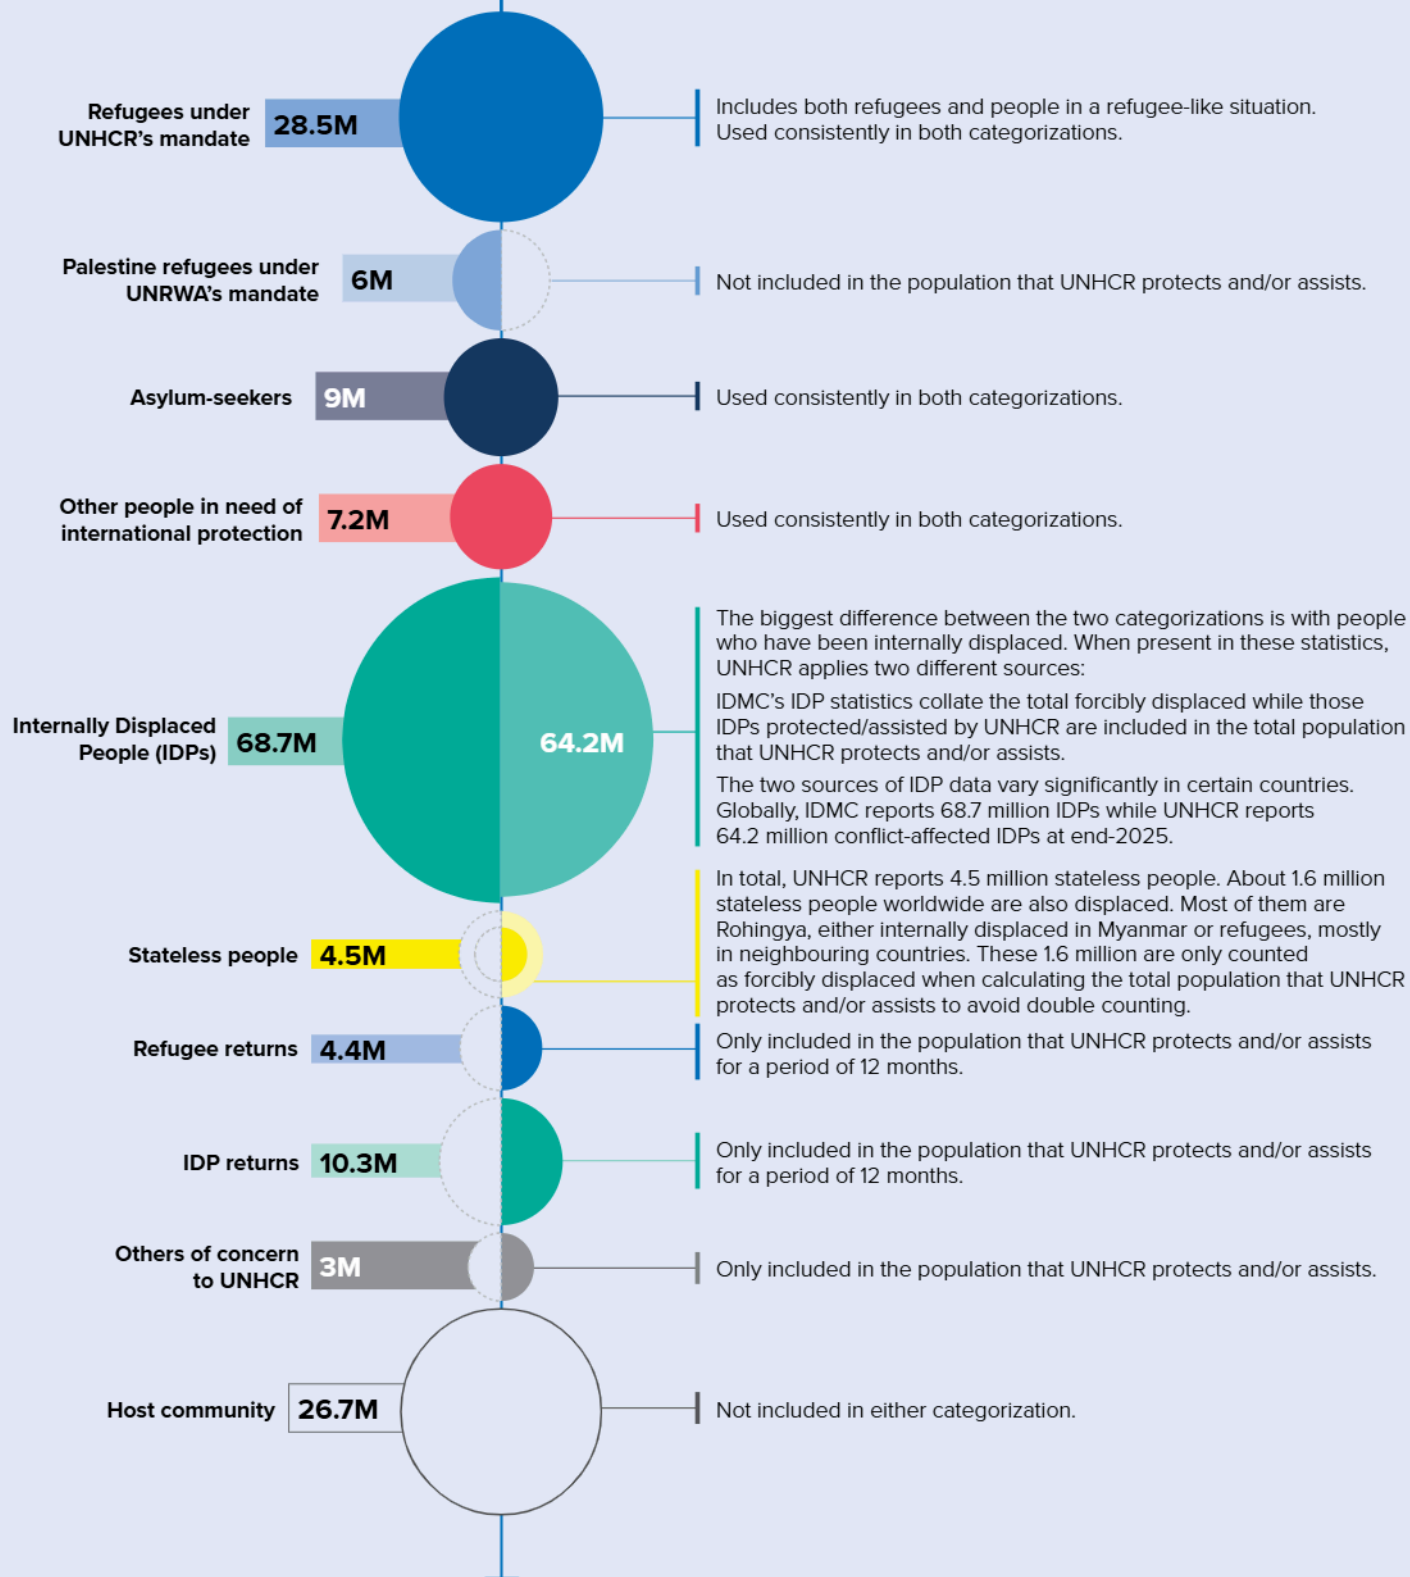 Refugees under
UNHCR's mandate
28.5M
Includes both refugees and people in a refugee-like situation.
Used consistently in both categorizations.
Palestine refugees under
UNRWA's mandate
6M
Not included in the population that UNHCR protects and/or assists.
Asylum-seekers
9M
Used consistently in both categorizations.
Other people in need of
international protection
7.2M
Used consistently in both categorizations.
Internally Displaced
People (IDPs)
68.7M
64.2M
The biggest difference between the two categorizations is with people
who have been internally displaced. When present in these statistics,
UNHCR applies two different sources:
IDMC's IDP statistics collate the total forcibly displaced while those
IDPs protected/assisted by UNHCR are included in the total population
that UNHCR protects and/or assists.
The two sources of IDP data vary significantly in certain countries.
Globally, IDMC reports 68.7 million IDPs while UNHCR reports
64.2 million conflict-affected IDPs at end-2025.
Stateless people
4.5M
In total, UNHCR reports 4.5 million stateless people. About 1.6 million
stateless people worldwide are also displaced. Most of them are
Rohingya, either internally displaced in Myanmar or refugees, mostly
in neighbouring countries. These 1.6 million are only counted
as forcibly displaced when calculating the total population that UNHCR
protects and/or assists to avoid double counting.
Refugee returns
4.4M
Only included in the population that UNHCR protects and/or assists
for a period of 12 months.
IDP returns
10.3M
Only included in the population that UNHCR protects and/or assists
for a period of 12 months.
Others of concern
to UNHCR
3M
Only included in the population that UNHCR protects and/or assists.
Host community
26.7M
Not included in either categorization.